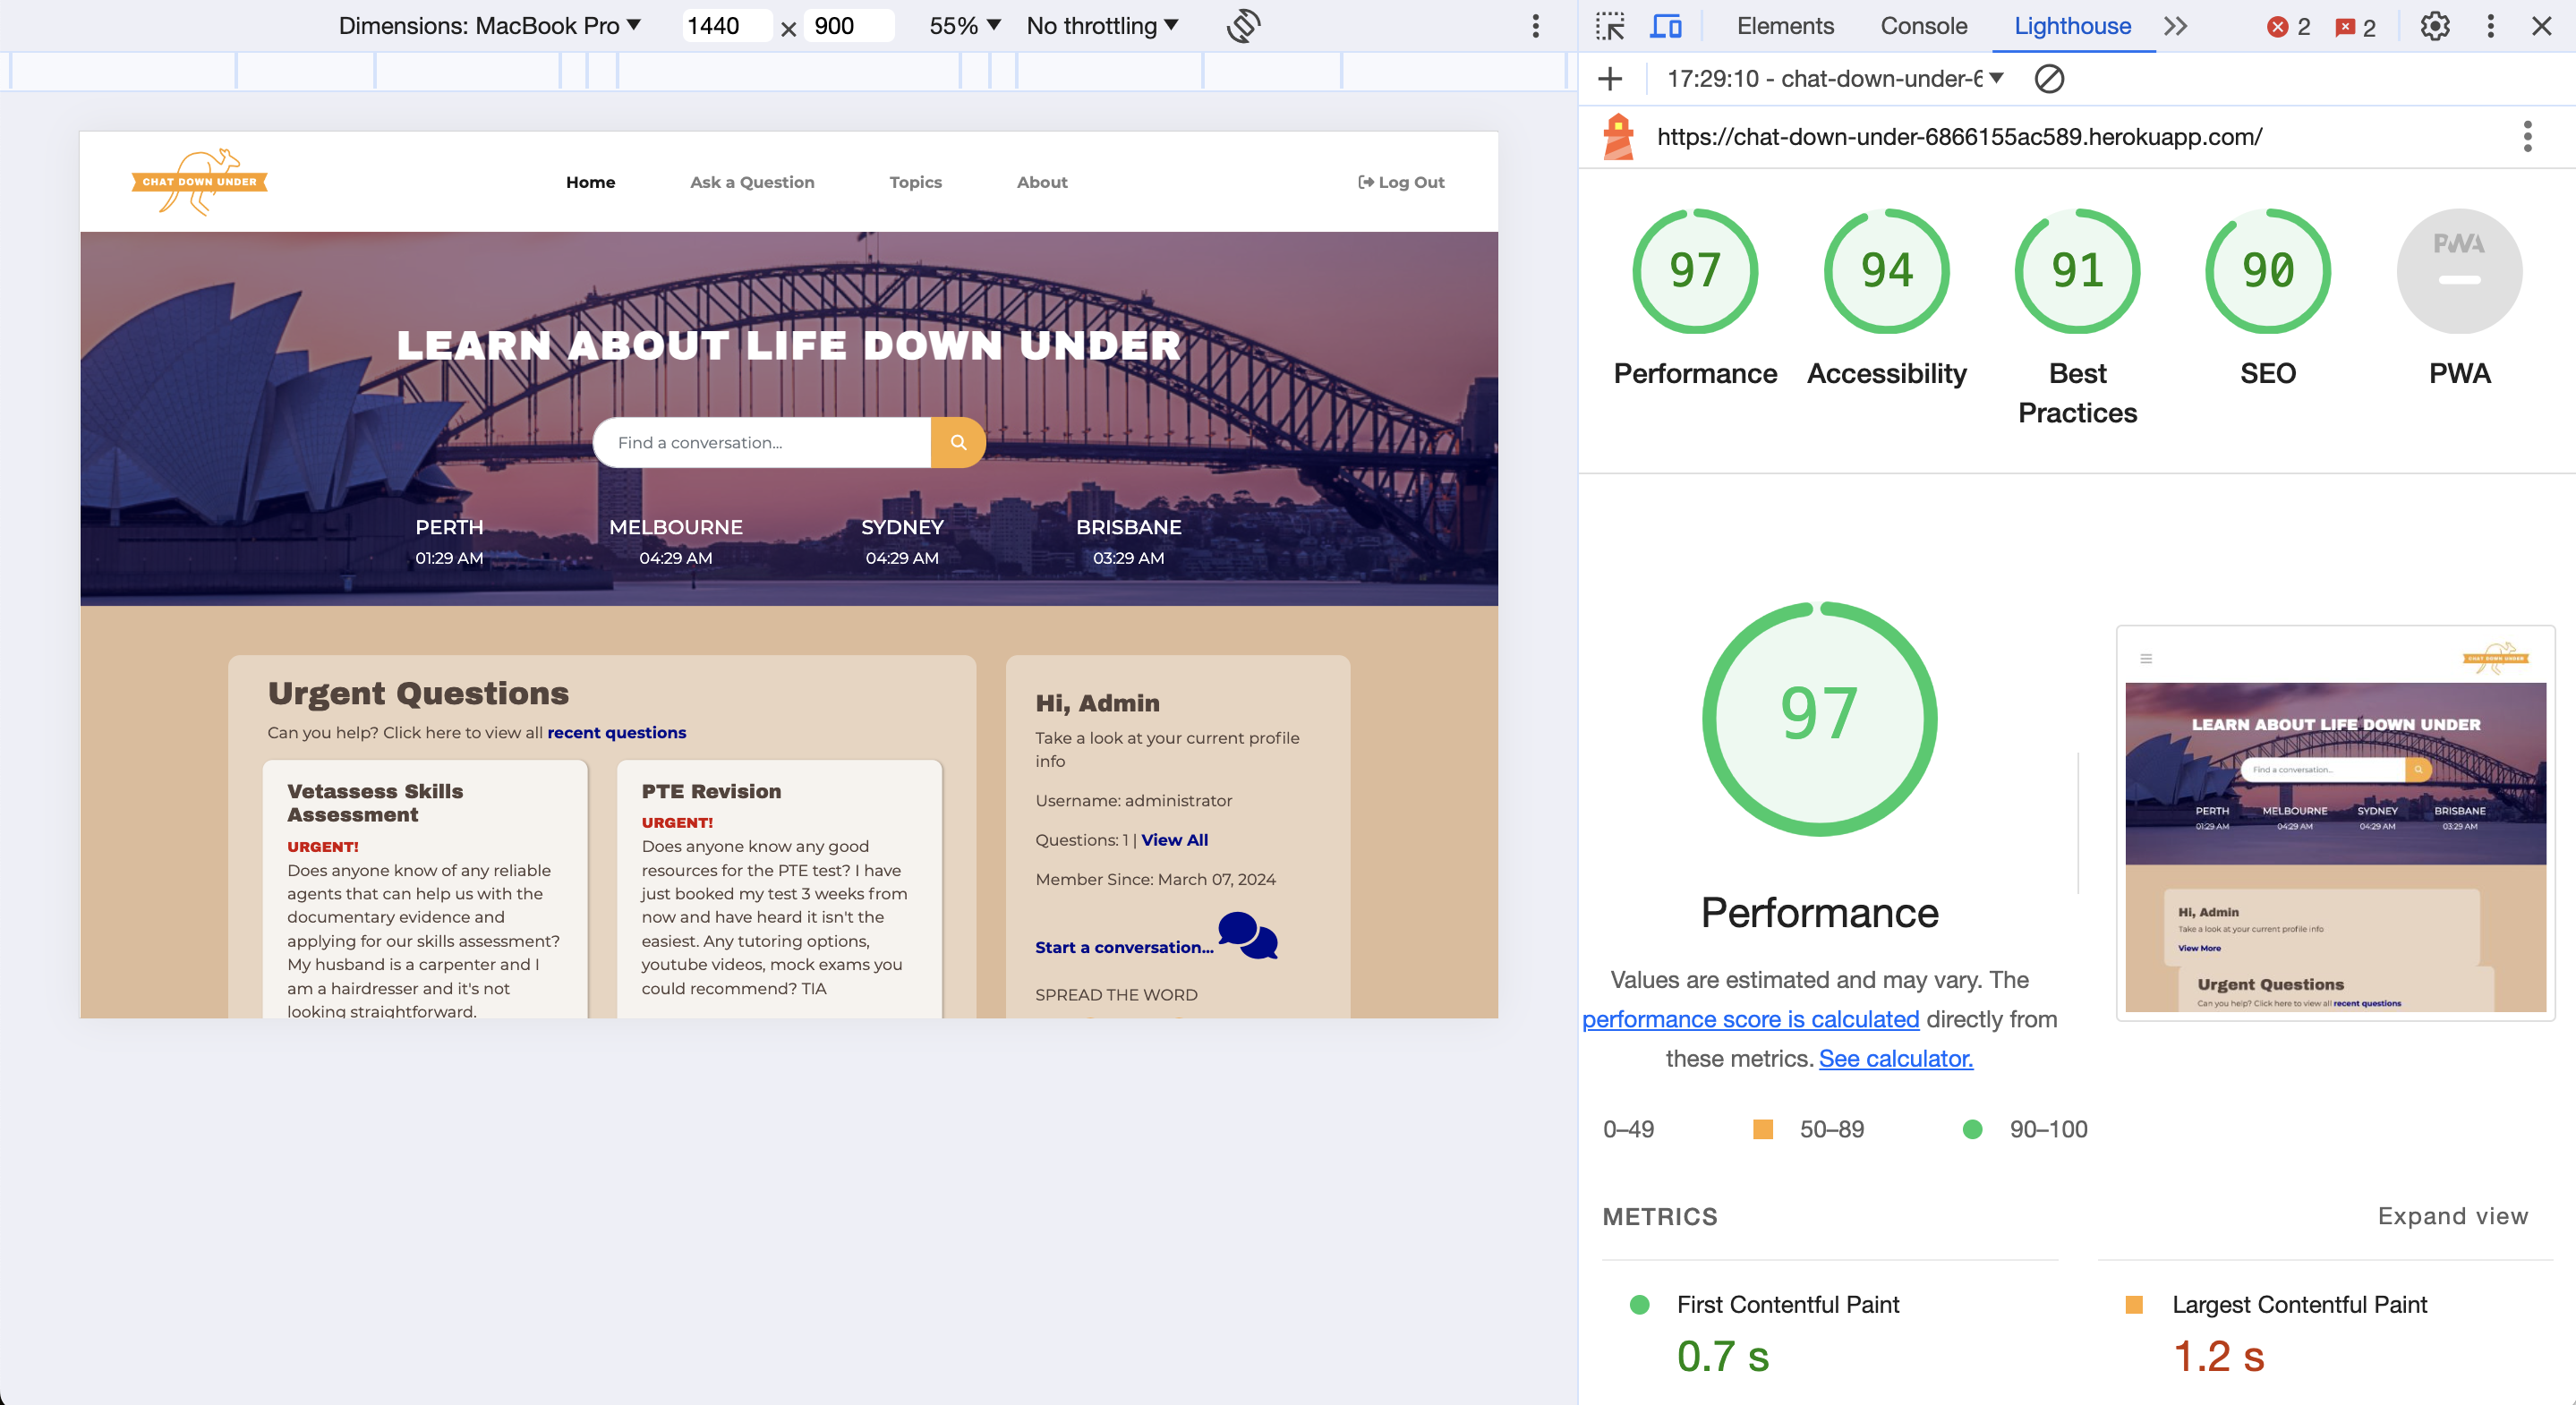 Dimensions: MacBook Pro ▼ 1440 × 900 55% ▼ No throttling ▼
CHAT DOWN UNDER
Home Ask a Question Topics About Log Out
LEARN ABOUT LIFE DOWN UNDER
Find a conversation...
PERTH MELBOURNE SYDNEY BRISBANE
01:29 AM 04:29 AM 04:29 AM 03:29 AM
Urgent Questions
Can you help? Click here to view all recent questions
Vetassess Skills
Assessment
URGENT!
Does anyone know of any reliable
agents that can help us with the
documentary evidence and
applying for our skills assessment?
My husband is a carpenter and I
am a hairdresser and it's not
looking straightforward.
PTE Revision
URGENT!
Does anyone know any good
resources for the PTE test? I have
just booked my test 3 weeks from
now and have heard it isn't the
easiest. Any tutoring options,
youtube videos, mock exams you
could recommend? TIA
Hi, Admin
Take a look at your current profile
info
Username: administrator
Questions: 1 | View All
Member Since: March 07, 2024
Start a conversation...
SPREAD THE WORD
Elements Console Lighthouse 2 2
17:29:10 - chat-down-under-6
https://chat-down-under-6866155ac589.herokuapp.com/
97 94 91 90 PWA
Performance Accessibility Best SEO PWA
Practices
97
Performance
Values are estimated and may vary. The
performance score is calculated directly from
these metrics. See calculator.
CHAT DOWN UNDER
LEARN ABOUT LIFE DOWN UNDER
Find a conversation...
PERTH MELBOURNE SYDNEY BRISBANE
01:29 AM 04:29 AM 04:29 AM 03:29 AM
Hi, Admin
Take a look at your current profile info
View More
Urgent Questions
Can you help? Click here to view all recent questions
0–49 50–89 90–100
METRICS Expand view
First Contentful Paint Largest Contentful Paint
0.7 s 1.2 s